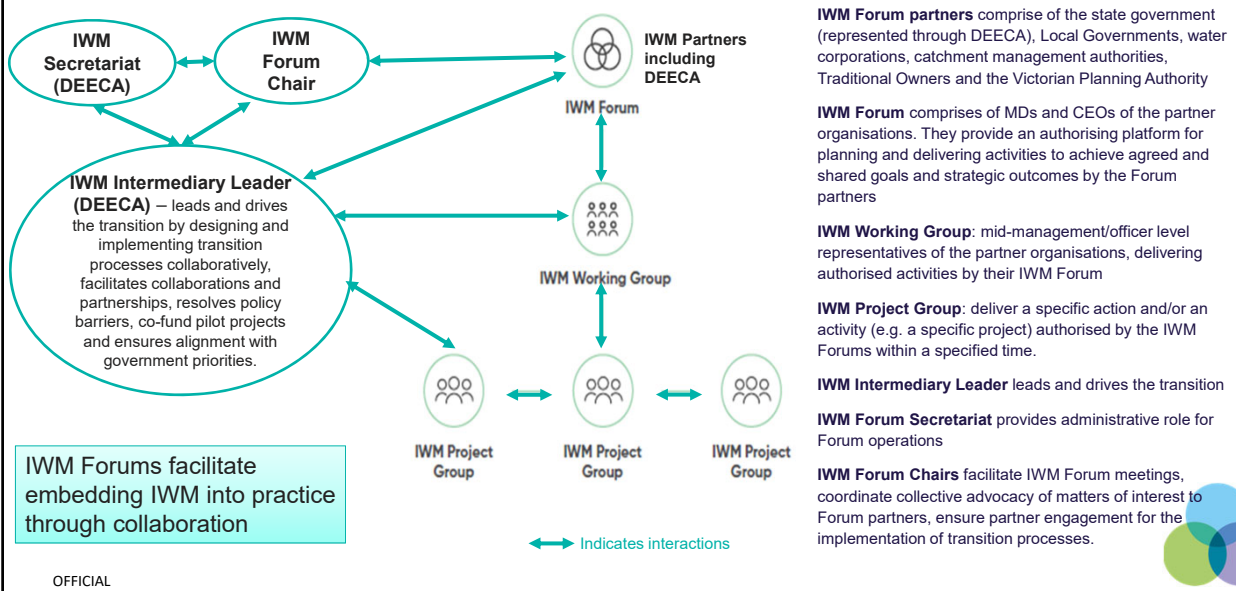 IWM
Secretariat
(DEECA)
IWM
Forum
Chair
IWM Partners
including
DEECA
IWM Forum
IWM Intermediary Leader
(DEECA) – leads and drives
the transition by designing and
implementing transition
processes collaboratively,
facilitates collaborations and
partnerships, resolves policy
barriers, co-fund pilot projects
and ensures alignment with
government priorities.
IWM Working Group
IWM Project
Group
IWM Project
Group
IWM Project
Group
IWM Forums facilitate
embedding IWM into practice
through collaboration
Indicates interactions
OFFICIAL
IWM Forum partners comprise of the state government
(represented through DEECA), Local Governments, water
corporations, catchment management authorities,
Traditional Owners and the Victorian Planning Authority
IWM Forum comprises of MDs and CEOs of the partner
organisations. They provide an authorising platform for
planning and delivering activities to achieve agreed and
shared goals and strategic outcomes by the Forum
partners
IWM Working Group: mid-management/officer level
representatives of the partner organisations, delivering
authorised activities by their IWM Forum
IWM Project Group: deliver a specific action and/or an
activity (e.g. a specific project) authorised by the IWM
Forums within a specified time.
IWM Intermediary Leader leads and drives the transition
IWM Forum Secretariat provides administrative role for
Forum operations
IWM Forum Chairs facilitate IWM Forum meetings,
coordinate collective advocacy of matters of interest to
Forum partners, ensure partner engagement for the
implementation of transition processes.